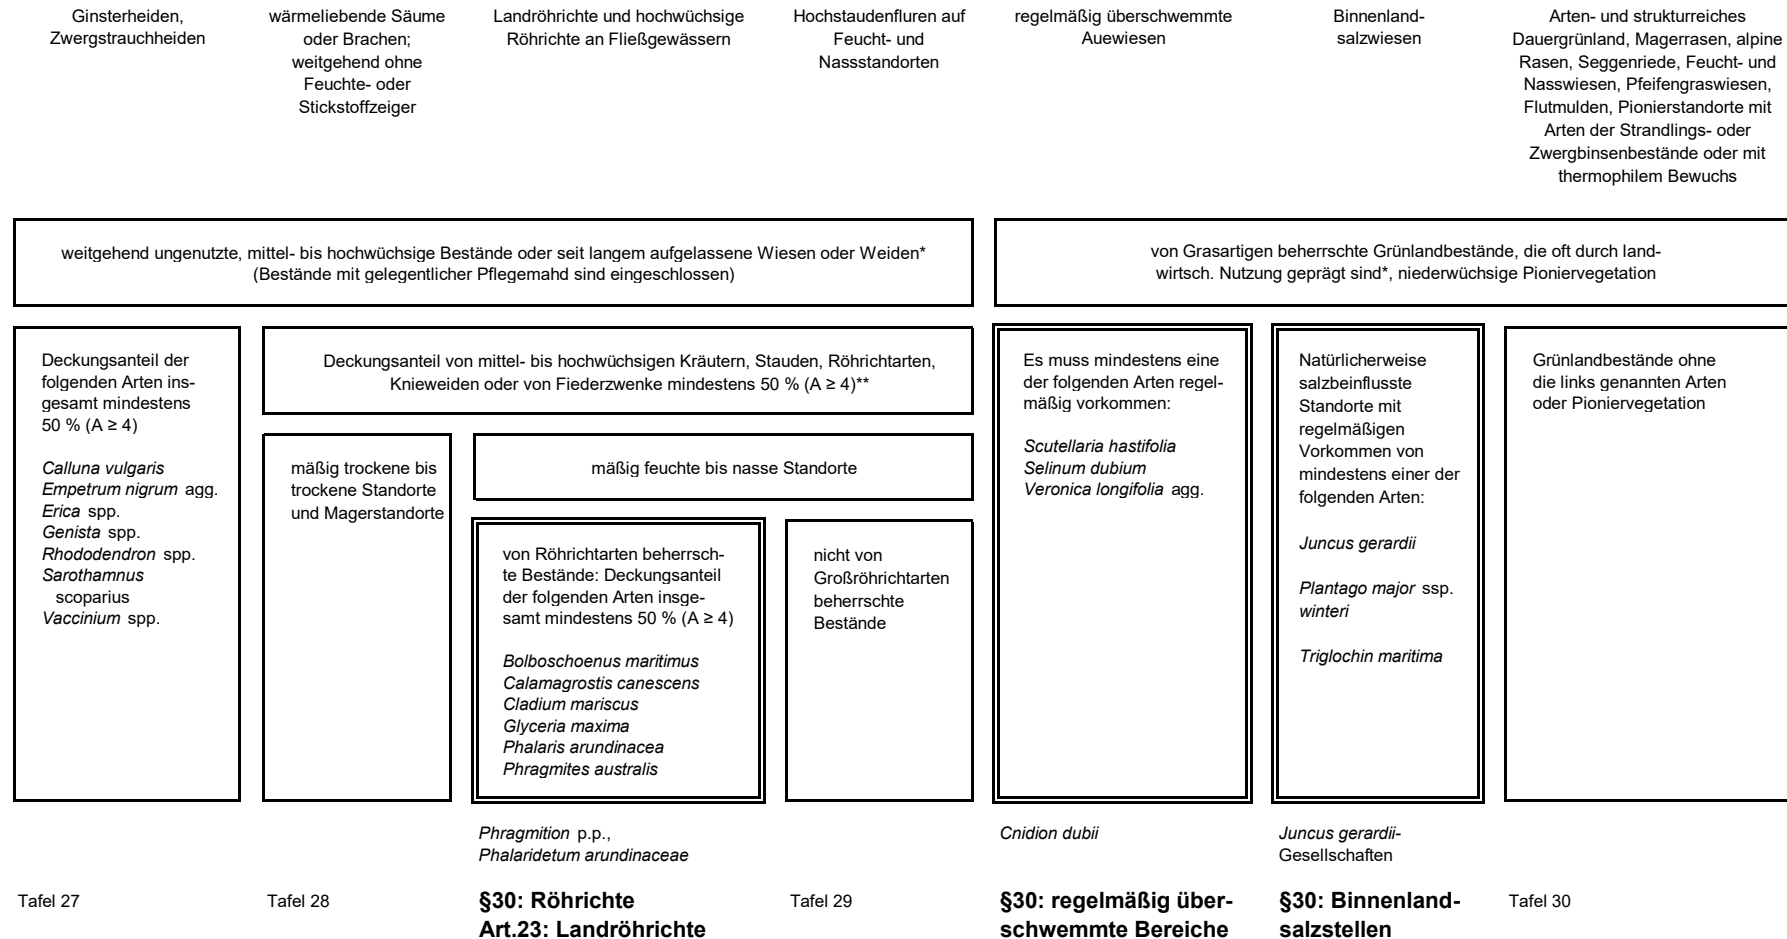 Ginsterheiden,
Zwergstrauchheiden
wärmeliebende Säume
oder Brachen;
weitgehend ohne
Feuchte- oder
Stickstoffzeiger
Landröhrichte und hochwüchsige
Röhrichte an Fließgewässern
Hochstaudenfluren auf
Feucht- und
Nassstandorten
regelmäßig überschwemmte
Auewiesen
Binnenland-
salzwiesen
Arten- und strukturreiches
Dauergrünland, Magerrasen, alpine
Rasen, Seggenriede, Feucht- und
Nasswiesen, Pfeifengraswiesen,
Flutmulden, Pionierstandorte mit
Arten der Strandlings- oder
Zwergbinsenbestände oder mit
thermophilem Bewuchs
weitgehend ungenutzte, mittel- bis hochwüchsige Bestände oder seit langem aufgelassene Wiesen oder Weiden*
(Bestände mit gelegentlicher Pflegemahd sind eingeschlossen)
von Grasartigen beherrschte Grünlandbestände, die oft durch land-
wirtsch. Nutzung geprägt sind*, niederwüchsige Pioniervegetation
Deckungsanteil der
folgenden Arten ins-
gesamt mindestens
50 % (A ≥ 4)
Calluna vulgaris
Empetrum nigrum agg.
Erica spp.
Genista spp.
Rhododendron spp.
Sarothamnus
scoparius
Vaccinium spp.
Deckungsanteil von mittel- bis hochwüchsigen Kräutern, Stauden, Röhrichtarten,
Knieweiden oder von Fiederzwenke mindestens 50 % (A ≥ 4)**
mäßig trockene bis
trockene Standorte
und Magerstandorte
mäßig feuchte bis nasse Standorte
von Röhrichtarten beherrsch-
te Bestände: Deckungsanteil
der folgenden Arten insge-
samt mindestens 50 % (A ≥ 4)
Bolboschoenus maritimus
Calamagrostis canescens
Cladium mariscus
Glyceria maxima
Phalaris arundinacea
Phragmites australis
nicht von
Großröhrichtarten
beherrschte
Bestände
Es muss mindestens eine
der folgenden Arten regel-
mäßig vorkommen:
Scutellaria hastifolia
Selinum dubium
Veronica longifolia agg.
Natürlicherweise
salzbeinflusste
Standorte mit
regelmäßigen
Vorkommen von
mindestens einer der
folgenden Arten:
Juncus gerardii
Plantago major ssp.
winteri
Triglochin maritima
Grünlandbestände ohne
die links genannten Arten
oder Pioniervegetation
Phragmition p.p.,
Phalaridetum arundinaceae
Cnidion dubii
Juncus gerardii-
Gesellschaften
Tafel 27
Tafel 28
§30: Röhrichte
Art.23: Landröhrichte
Tafel 29
§30: regelmäßig über-
schwemmte Bereiche
§30: Binnenland-
salzstellen
Tafel 30